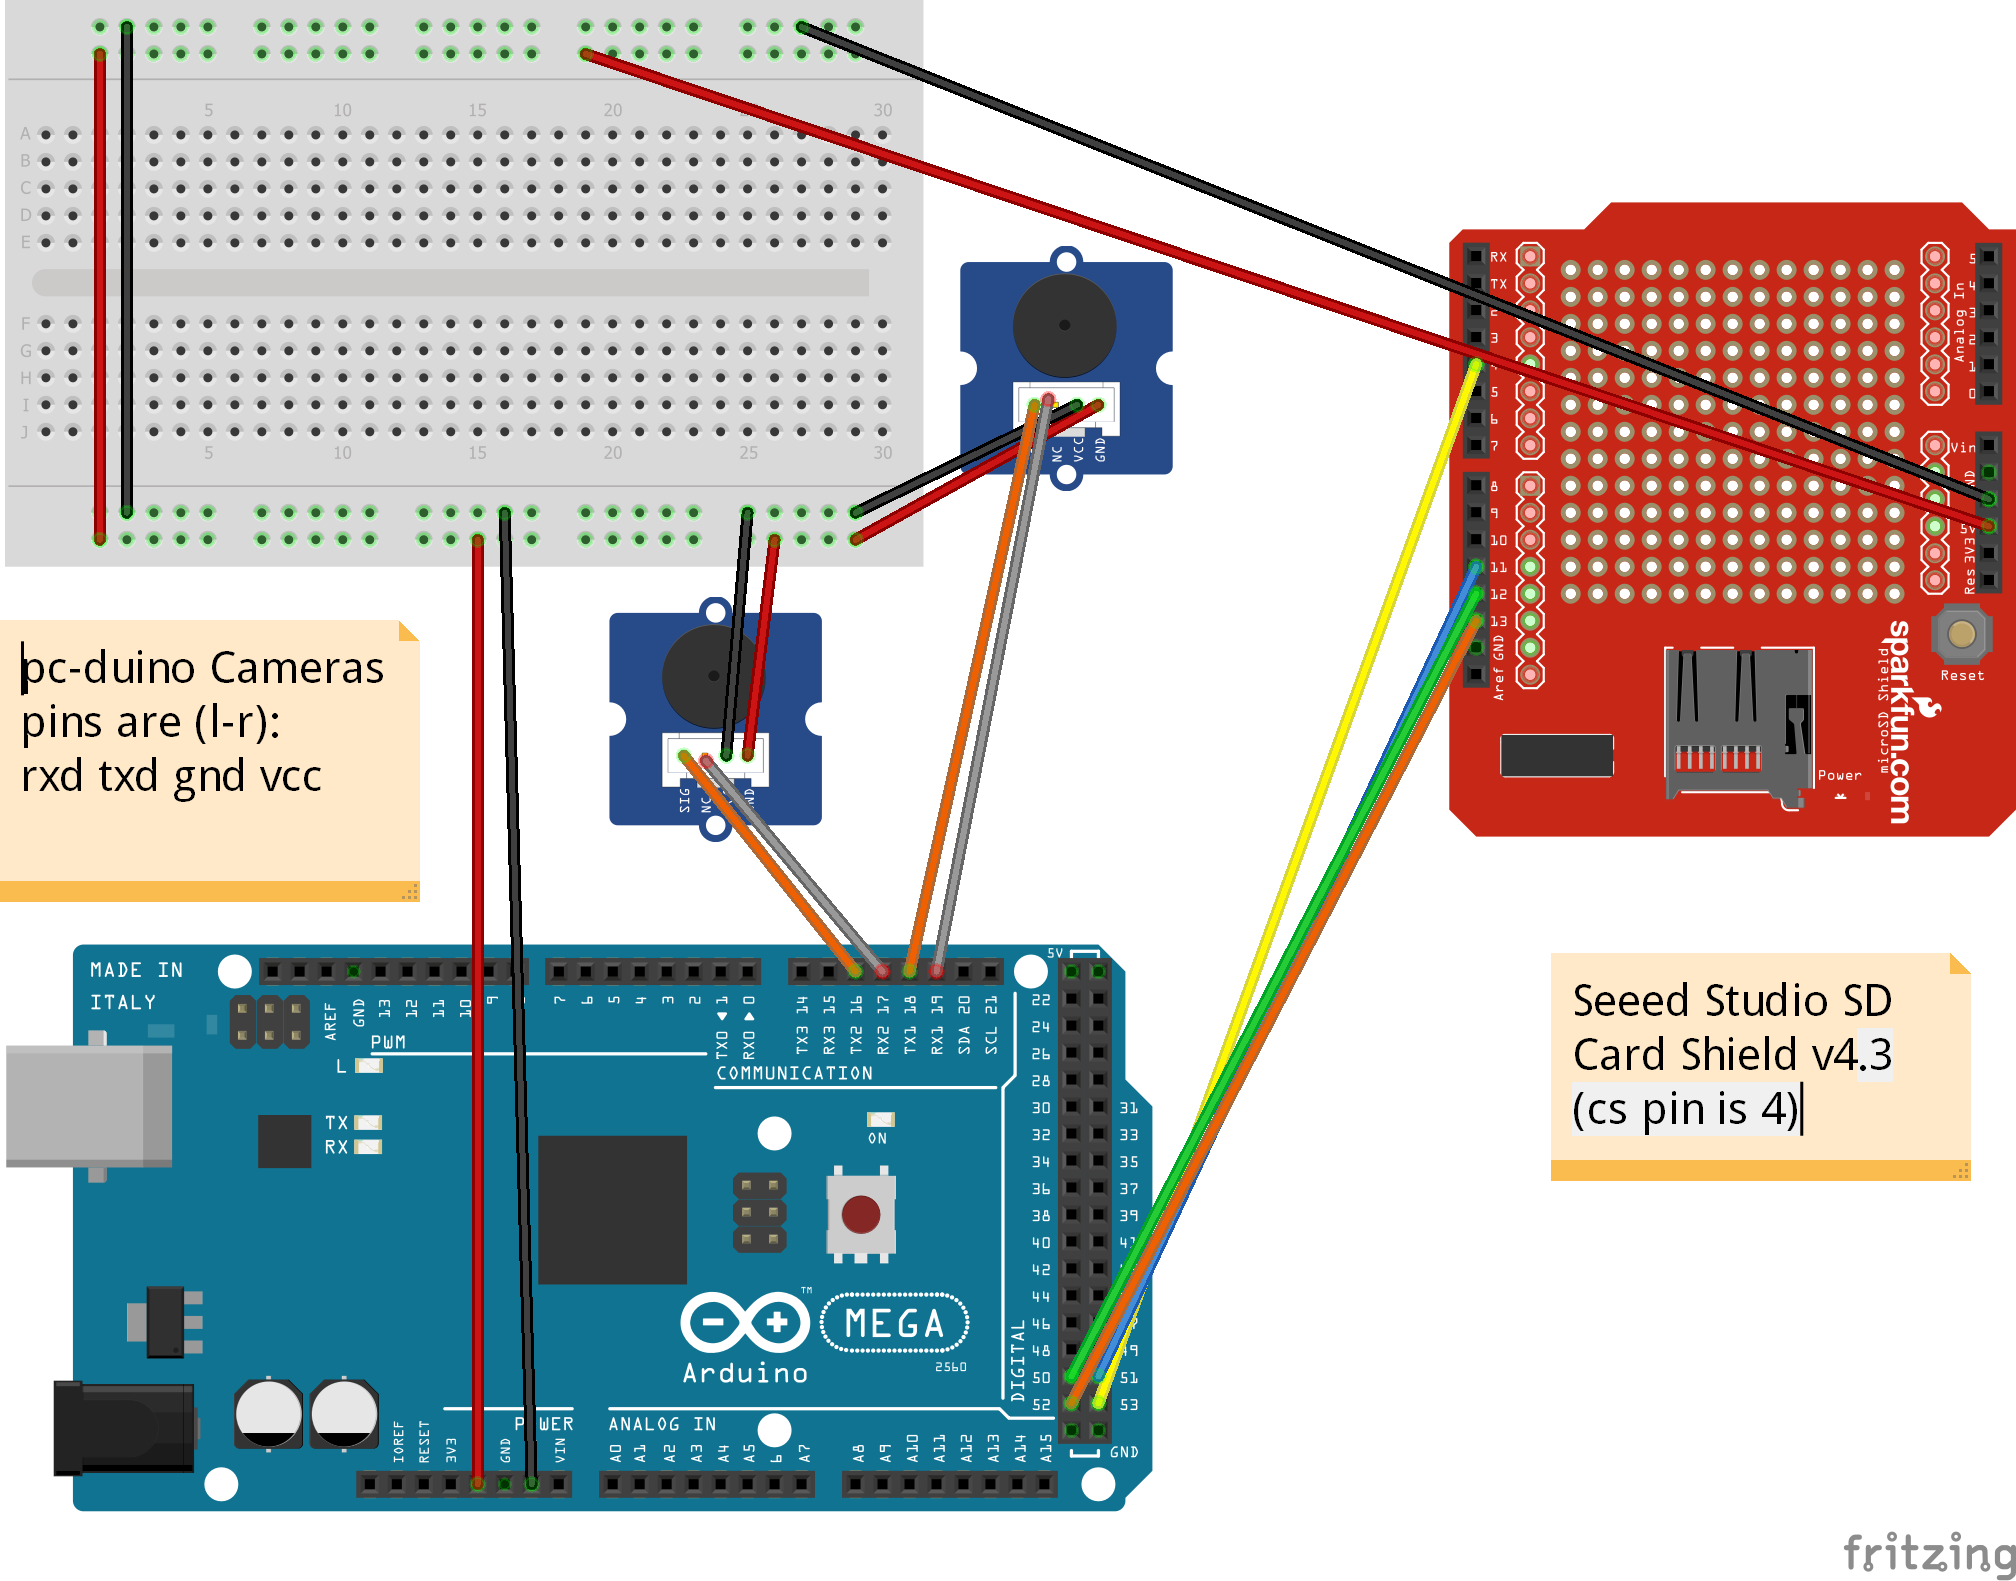 5 10 15 20 30
A
B
C
D
E
F
G
H
I
J
5 10 15 20 25 30
NC
VCC
GND
SIG
NC
ND
pc-duino Cameras
pins are (l-r):
rxd txd gnd vcc
RX
TX
2
3
5
6
7
8
9
10
11
12
13
GND
Aref
5
4
3
2
1
0
Analog In
Vin
5V
3V3
Res
Reset
sparkfun.com
microSD Shield
Power
Seeed Studio SD
Card Shield v4.3
(cs pin is 4)
MADE IN
ITALY
AREF
GND
13
12
11
10
9
7
6
5
4
3
2
TX0 1
RX0 0
TX3 14
RX3 15
TX2 16
RX2 17
TX1 18
RX1 19
SDA 20
SCL 21
PWM
COMMUNICATION
L
TX
RX
ON
5V
22
24
26
28
30 31
32 33
34 35
36 37
38 39
40 41
42
44
46
48 49
50 51
52 53
GND
DIGITAL
MEGA
TM
Arduino
2560
POWER
ANALOG IN
IOREF
RESET
3V3
GND
VIN
A0
A1
A2
A3
A4
A5
6
A7
A8
A9
A10
A11
A12
A13
A14
A15
fritzing